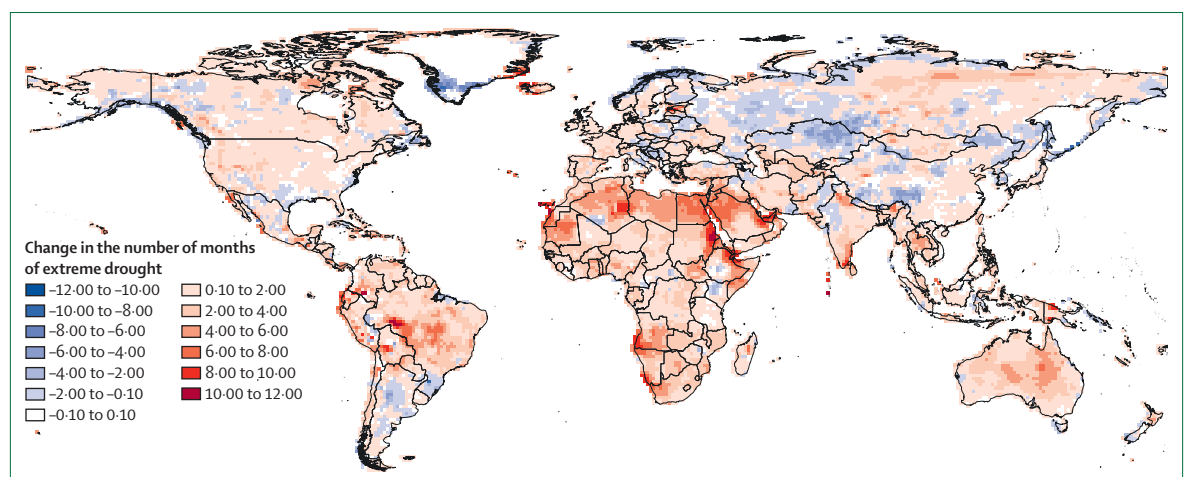 Change in the number of months
of extreme drought
–12·00 to –10·00
–10·00 to –8·00
–8·00 to –6·00
–6·00 to –4·00
–4·00 to –2·00
–2·00 to –0·10
–0·10 to 0·10
0·10 to 2·00
2·00 to 4·00
4·00 to 6·00
6·00 to 8·00
8·00 to 10·00
10·00 to 12·00